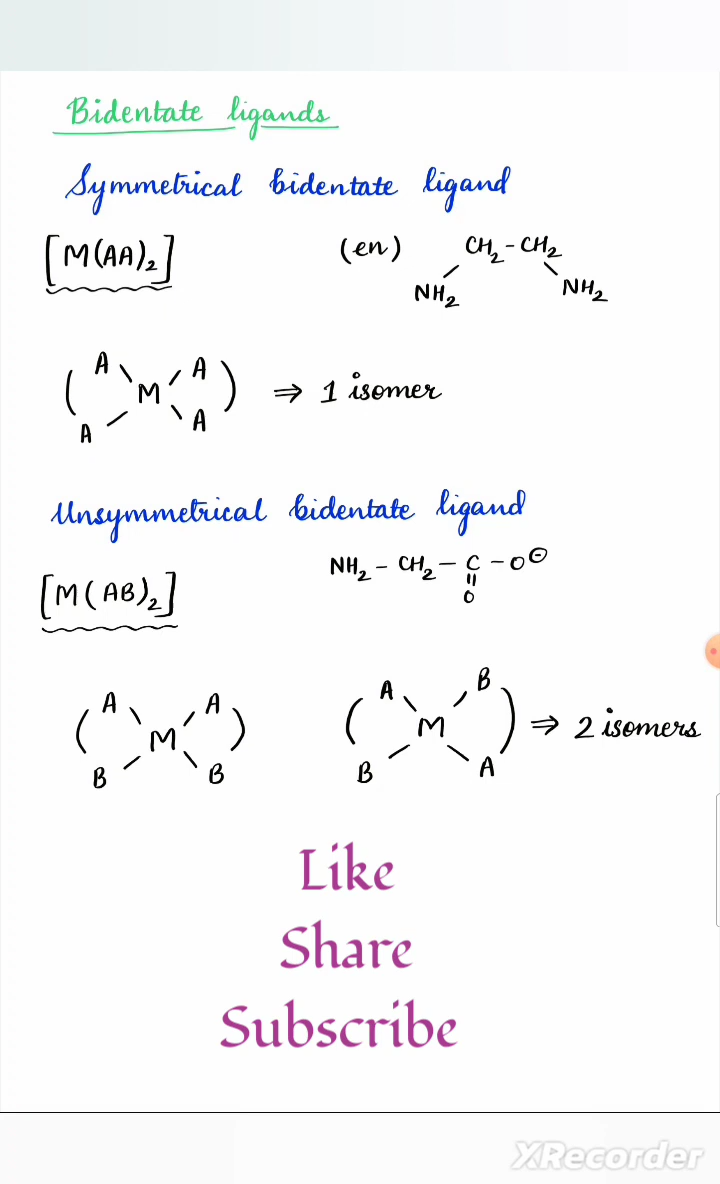 Bidentate ligands
Symmetrical bidentate ligand
[M(AA)₂]
(en) CH₂-CH₂
NH₂ NH₂
A A
M ⇒ 1 isomer
A A
Unsymmetrical bidentate ligand
[M(AB)₂]
NH₂ - CH₂ - C - O⊖
O
A A
M
B B
A B
M ⇒ 2 isomers
B A
Like
Share
Subscribe
XRecorder